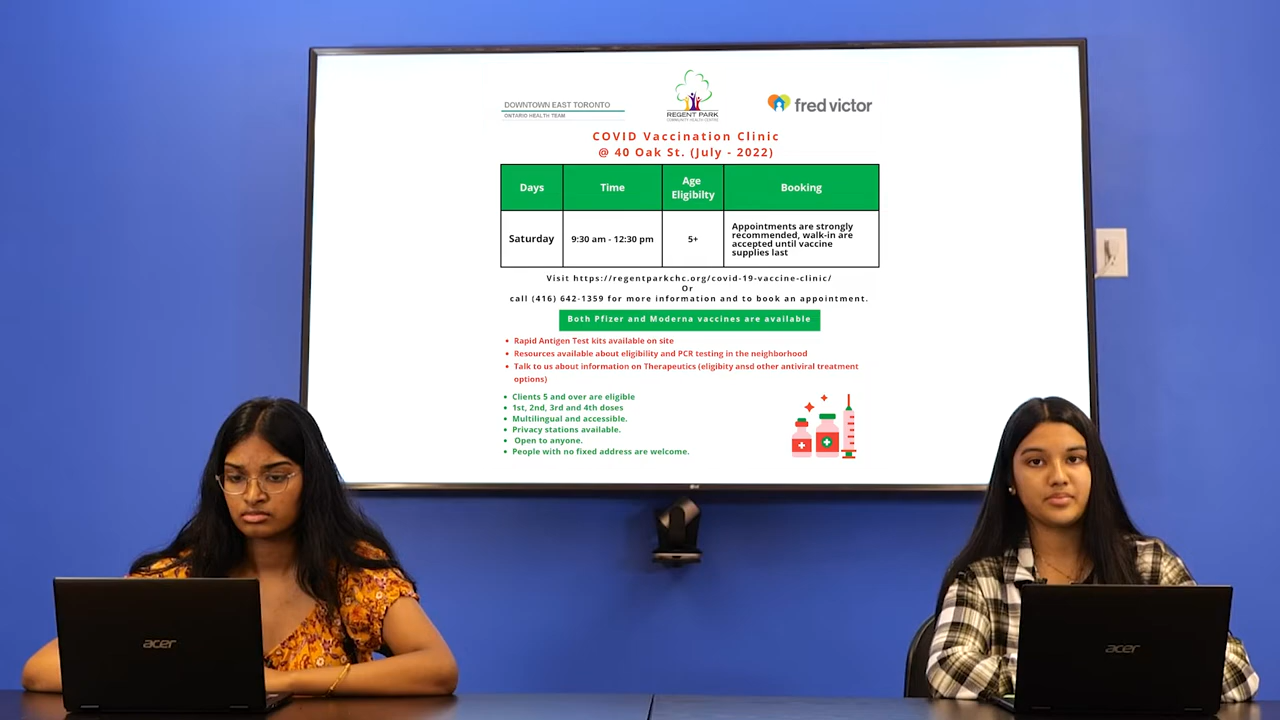 DOWNTOWN EAST TORONTO
ONTARIO HEALTH TEAM
REGENT PARK
COMMUNITY HEALTH CENTRE
fred victor
COVID Vaccination Clinic
@ 40 Oak St. (July - 2022)
Days
Time
Age
Eligibilty
Booking
Saturday
9:30 am - 12:30 pm
5+
Appointments are strongly
recommended, walk-in are
accepted until vaccine
supplies last
Visit https://regentparkchc.org/covid-19-vaccine-clinic/
Or
call (416) 642-1359 for more information and to book an appointment.
Both Pfizer and Moderna vaccines are available
• Rapid Antigen Test kits available on site
• Resources available about eligibility and PCR testing in the neighborhood
• Talk to us about information on Therapeutics (eligibity ansd other antiviral treatment
options)
• Clients 5 and over are eligible
• 1st, 2nd, 3rd and 4th doses
• Multilingual and accessible.
• Privacy stations available.
• Open to anyone.
• People with no fixed address are welcome.
LG
acer
acer